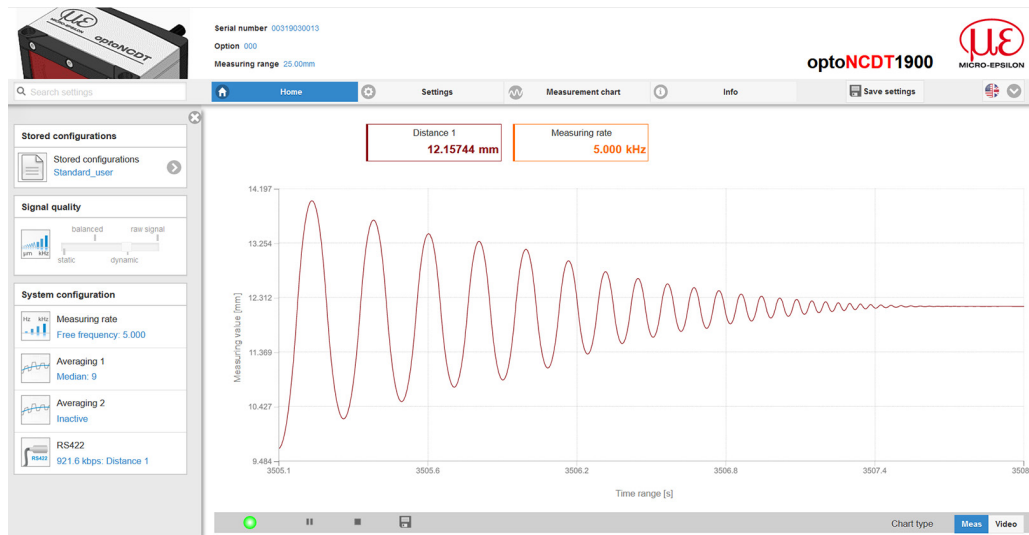 με
MICRO-EPSILON
optoNCDT
Serial number 00319030013
Option 000
Measuring range 25.00mm
optoNCDT1900
με
MICRO-EPSILON
Search settings
Home
Settings
Measurement chart
Info
Save settings
Stored configurations
Stored configurations
Standard_user
Signal quality
balanced
raw signal
μm kHz
static
dynamic
System configuration
Hz kHz
Measuring rate
Free frequency: 5.000
Averaging 1
Median: 9
Averaging 2
Inactive
RS422
RS422
921.6 kbps: Distance 1
Distance 1
12.15744 mm
Measuring rate
5.000 kHz
Measuring value [mm]
14.197
13.254
12.312
11.369
10.427
9.484
3505.1
3505.6
3506.2
3506.8
3507.4
3508
Time range [s]
Chart type
Meas
Video